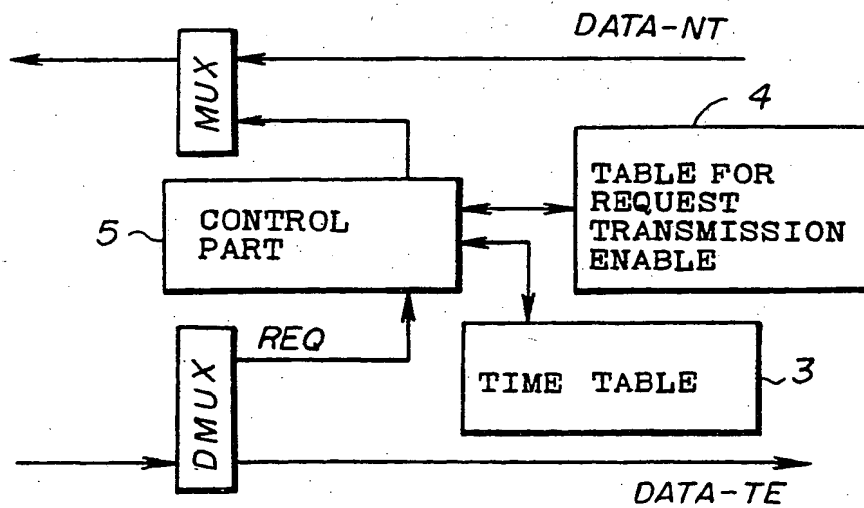 DATA-NT
MUX
4
TABLE FOR
REQUEST
TRANSMISSION
ENABLE
5
CONTROL
PART
REQ
DMUX
TIME TABLE
3
DATA-TE